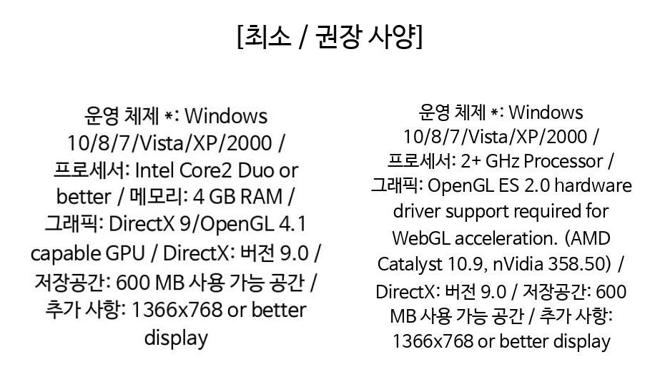 [최소 / 권장 사양]
운영 체제 *: Windows
10/8/7/Vista/XP/2000 /
프로세서: Intel Core2 Duo or
better / 메모리: 4 GB RAM /
그래픽: DirectX 9/OpenGL 4.1
capable GPU / DirectX: 버전 9.0 /
저장공간: 600 MB 사용 가능 공간 /
추가 사항: 1366x768 or better
display
운영 체제 *: Windows
10/8/7/Vista/XP/2000 /
프로세서: 2+ GHz Processor /
그래픽: OpenGL ES 2.0 hardware
driver support required for
WebGL acceleration. (AMD
Catalyst 10.9, nVidia 358.50) /
DirectX: 버전 9.0 / 저장공간: 600
MB 사용 가능 공간 / 추가 사항:
1366x768 or better display